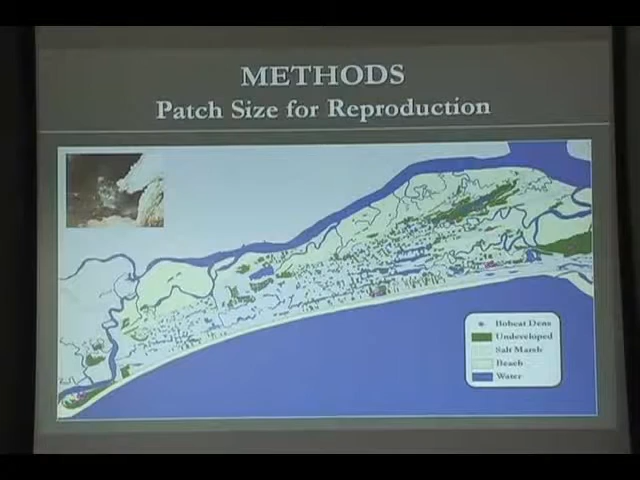 METHODS
Patch Size for Reproduction
Bobcat Dens
Undeveloped
Salt Marsh
Beach
Water